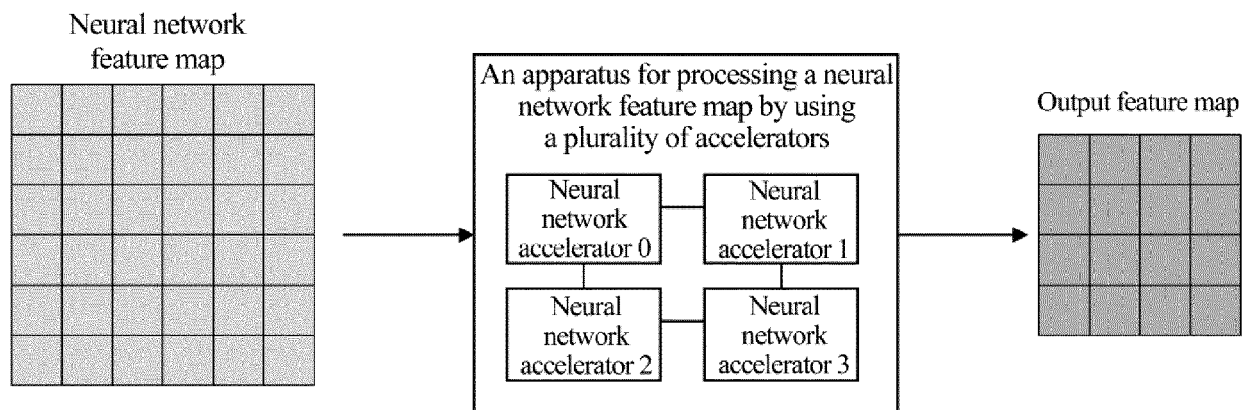 Neural network
feature map
An apparatus for processing a neural
network feature map by using
a plurality of accelerators
Neural
network
accelerator 0
Neural
network
accelerator 1
Neural
network
accelerator 2
Neural
network
accelerator 3
Output feature map